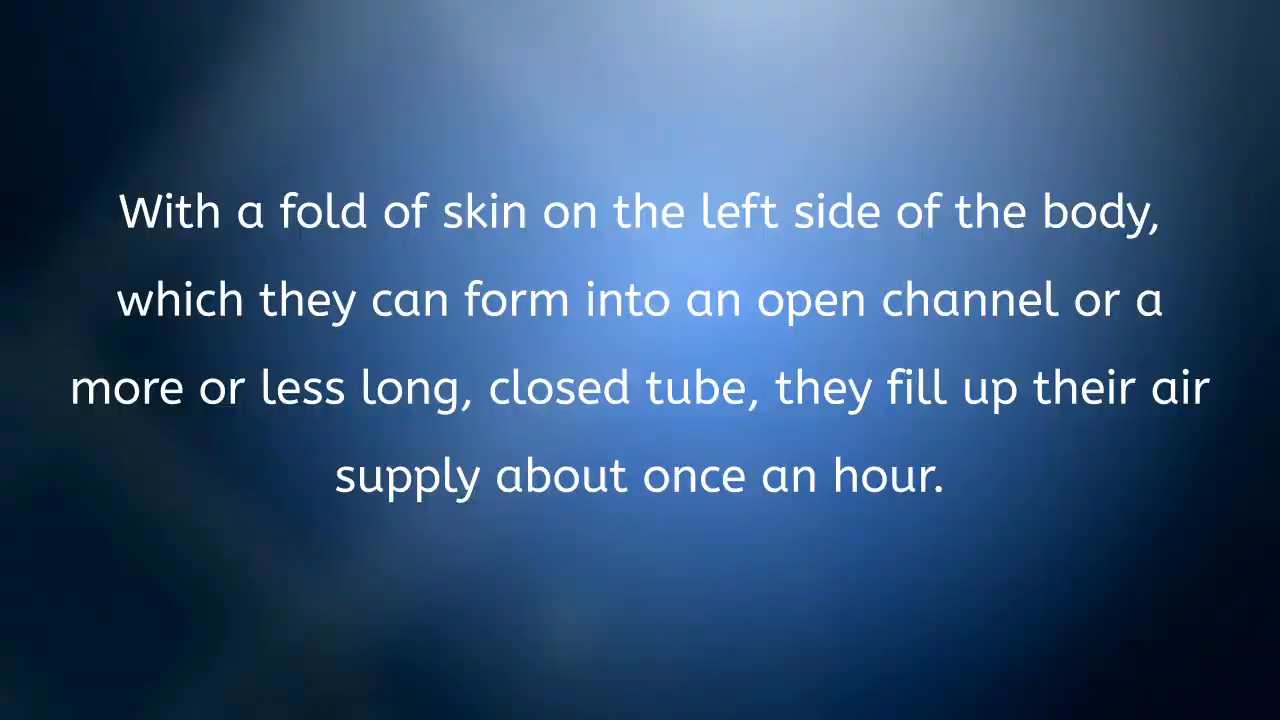 With a fold of skin on the left side of the body,
which they can form into an open channel or a
more or less long, closed tube, they fill up their air
supply about once an hour.